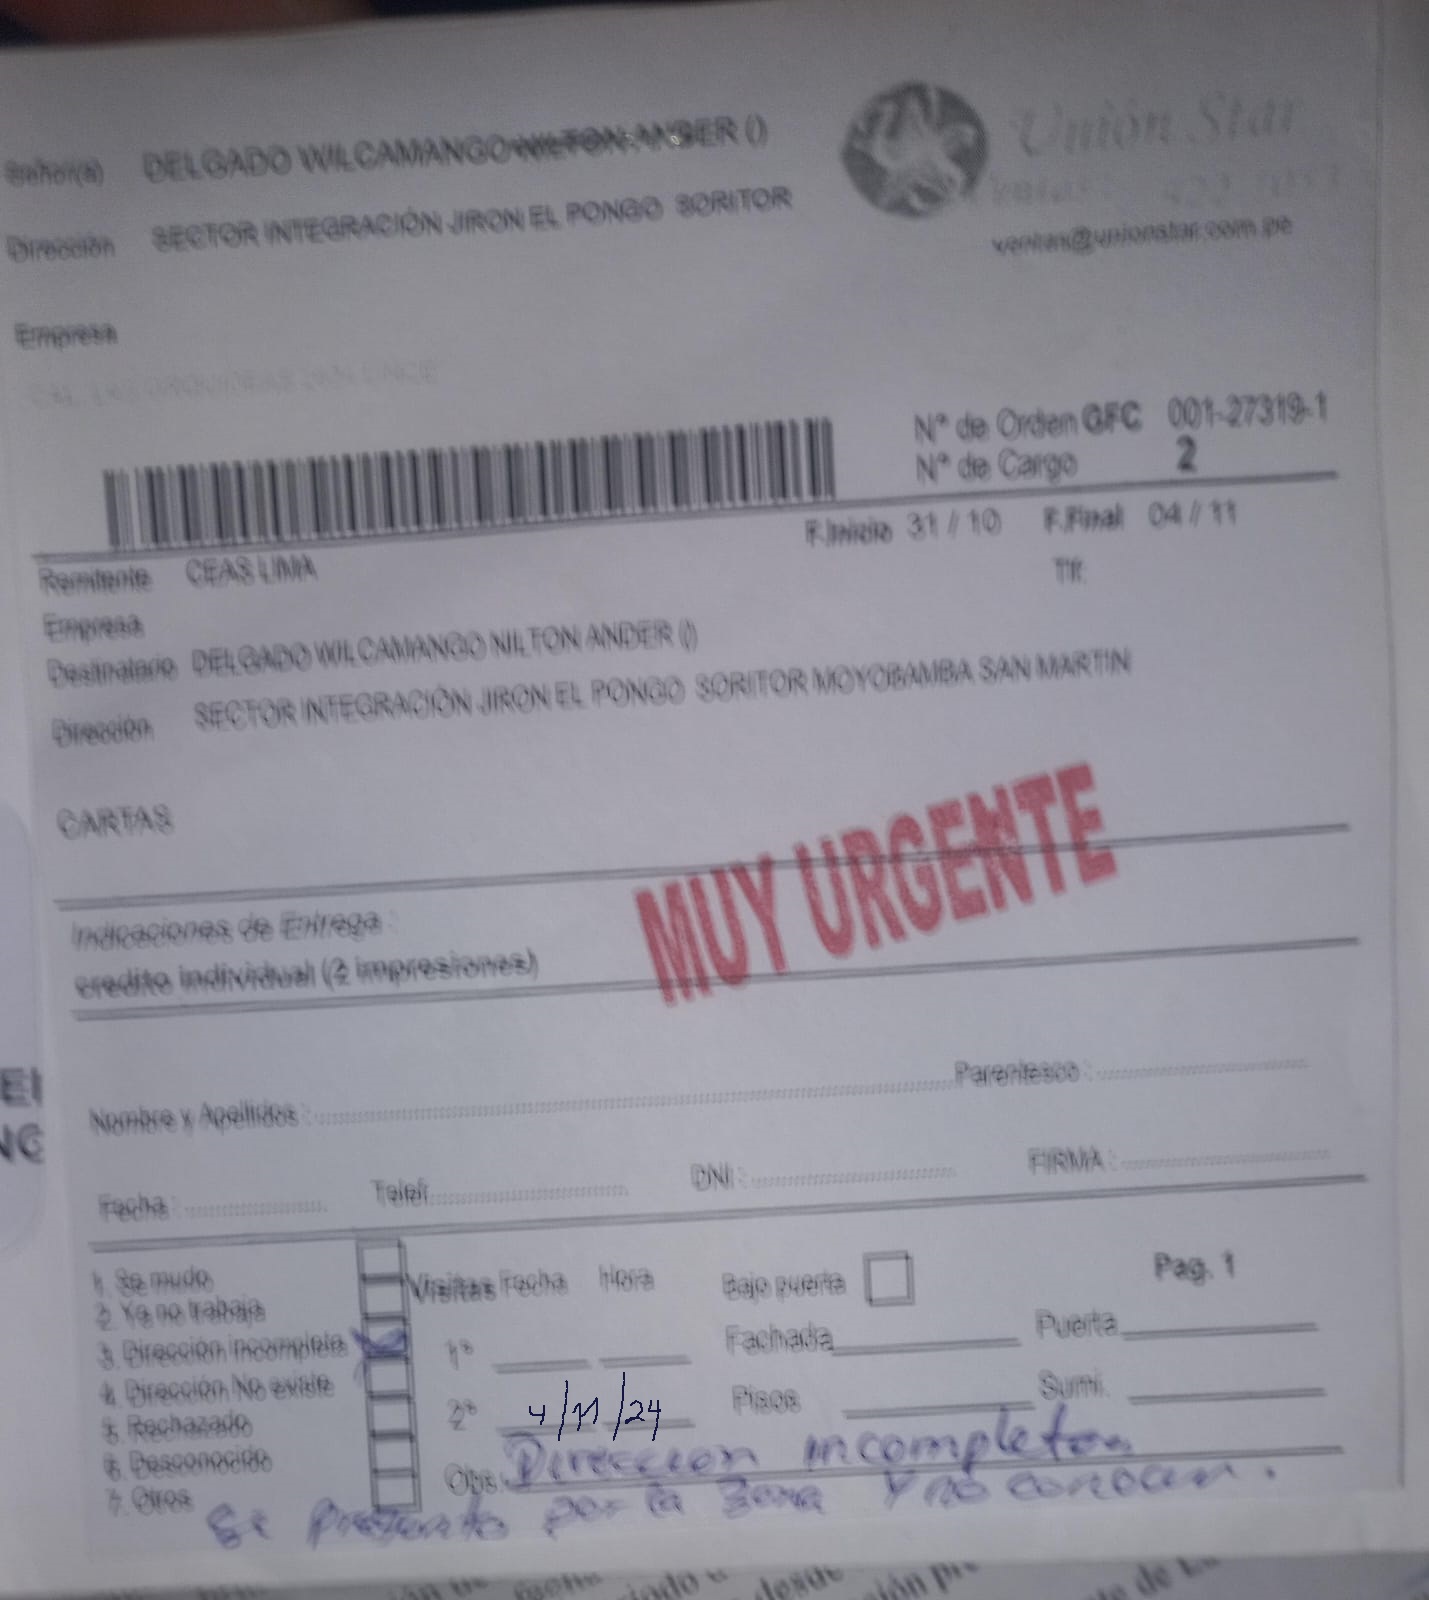 Señor(a) DELGADO WILCAMANGO NILTON ANDER ()
Unión Star
Dirección SECTOR INTEGRACIÓN JIRON EL PONGO SORITOR
ventas@unionstar.com.pe
Empresa
Nº de Orden GFC 001-27319-1
Nº de Cargo 2
F.Inicio 31 / / 10 F.Final 04 / / 11
Remitente CEAS LIMA
Tlf.
Empresa
Destinatario DELGADO WILCAMANGO NILTON ANDER ()
Dirección SECTOR INTEGRACIÓN JIRON EL PONGO SORITOR MOYOBAMBA SAN MARTIN
CARTAS
MUY URGENTE
Indicaciones de Entrega :
credito individual (2 impresiones)
Nombre y Apellidos : Parentesco :
Fecha : Telef. DNI : FIRMA :
1. Se mudo
2. Ya no trabaja
3. Dirección incompleta
4. Dirección No existe
5. Rechazado
6. Desconocido
7. Otros
Visitas Fecha Hora
1º
2º 4/11/24
Bajo puerta
Pag. 1
Fachada Puerta
Pisos Sumi.
Obs Direccion incompleta
Se presento por la zona y no conocen.